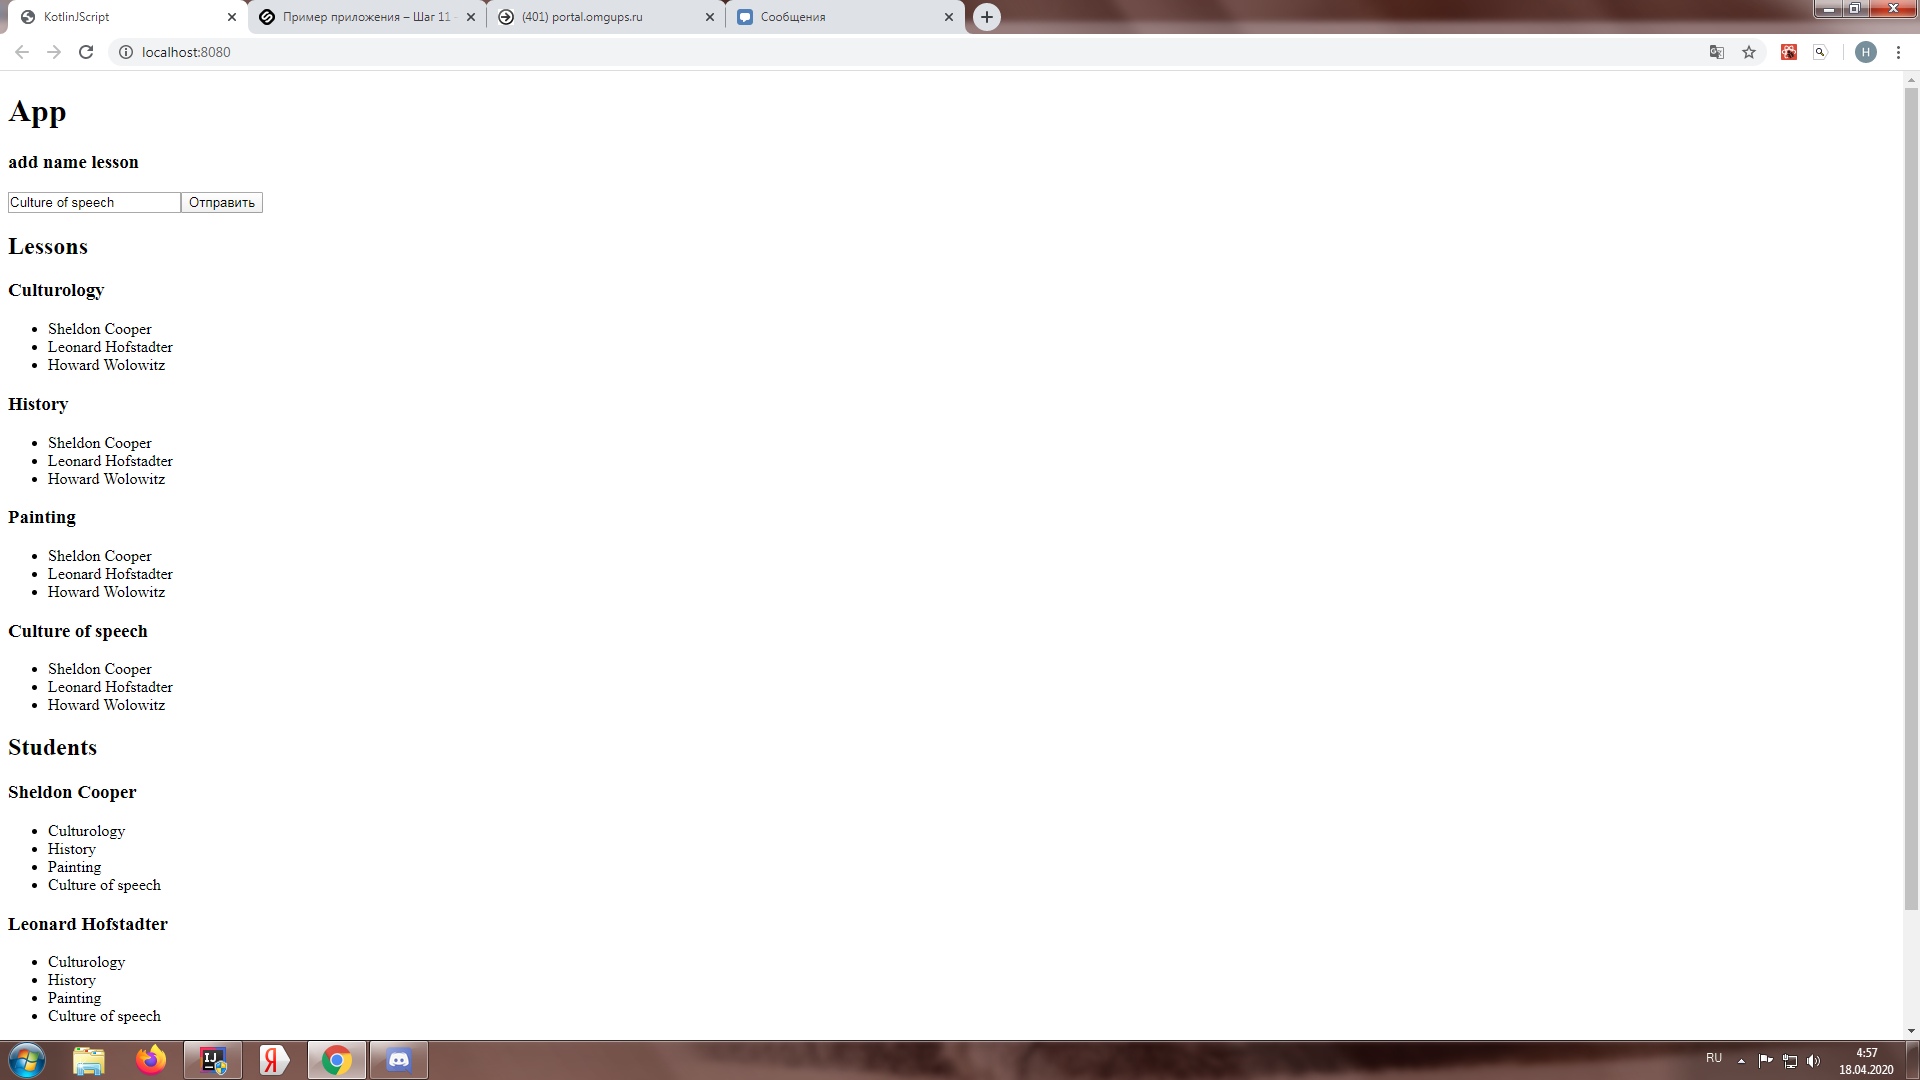 KotlinJScript
Пример приложения – Шаг 11
(401) portal.omgups.ru
Сообщения
localhost:8080
H
App
add name lesson
Culture of speech
Отправить
Lessons
Culturology
Sheldon Cooper
Leonard Hofstadter
Howard Wolowitz
History
Sheldon Cooper
Leonard Hofstadter
Howard Wolowitz
Painting
Sheldon Cooper
Leonard Hofstadter
Howard Wolowitz
Culture of speech
Sheldon Cooper
Leonard Hofstadter
Howard Wolowitz
Students
Sheldon Cooper
Culturology
History
Painting
Culture of speech
Leonard Hofstadter
Culturology
History
Painting
Culture of speech
IJ
Я
RU
4:57
18.04.2020